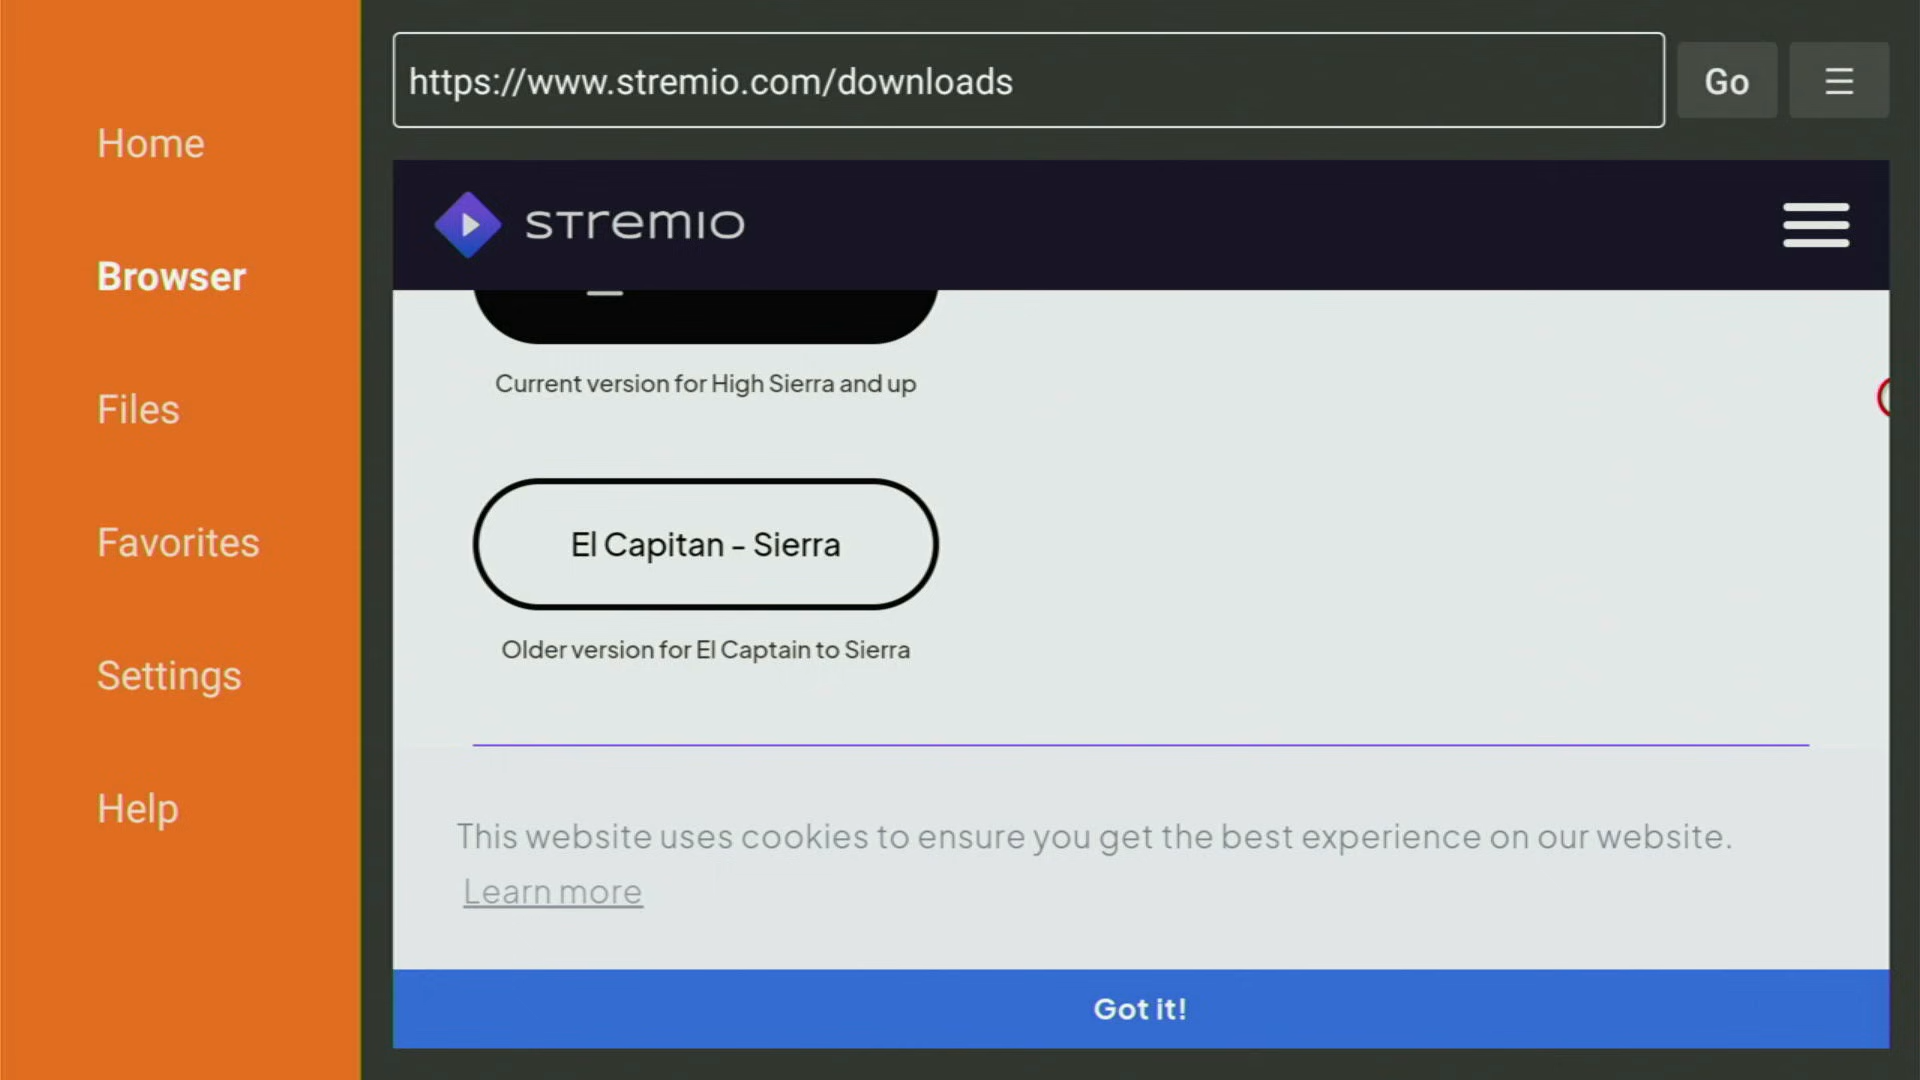 Home
Browser
Files
Favorites
Settings
Help
https://www.stremio.com/downloads
Go
stremio
Current version for High Sierra and up
El Capitan - Sierra
Older version for El Captain to Sierra
This website uses cookies to ensure you get the best experience on our website.
Learn more
Got it!